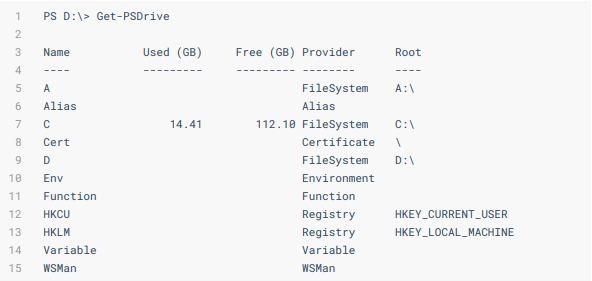 1 PS D:\> Get-PSDrive
2
3 Name Used (GB) Free (GB) Provider Root
4 ---- --------- --------- -------- ----
5 A FileSystem A:\
6 Alias Alias
7 C 14.41 112.10 FileSystem C:\
8 Cert Certificate \
9 D FileSystem D:\
10 Env Environment
11 Function Function
12 HKCU Registry HKEY_CURRENT_USER
13 HKLM Registry HKEY_LOCAL_MACHINE
14 Variable Variable
15 WSMan WSMan